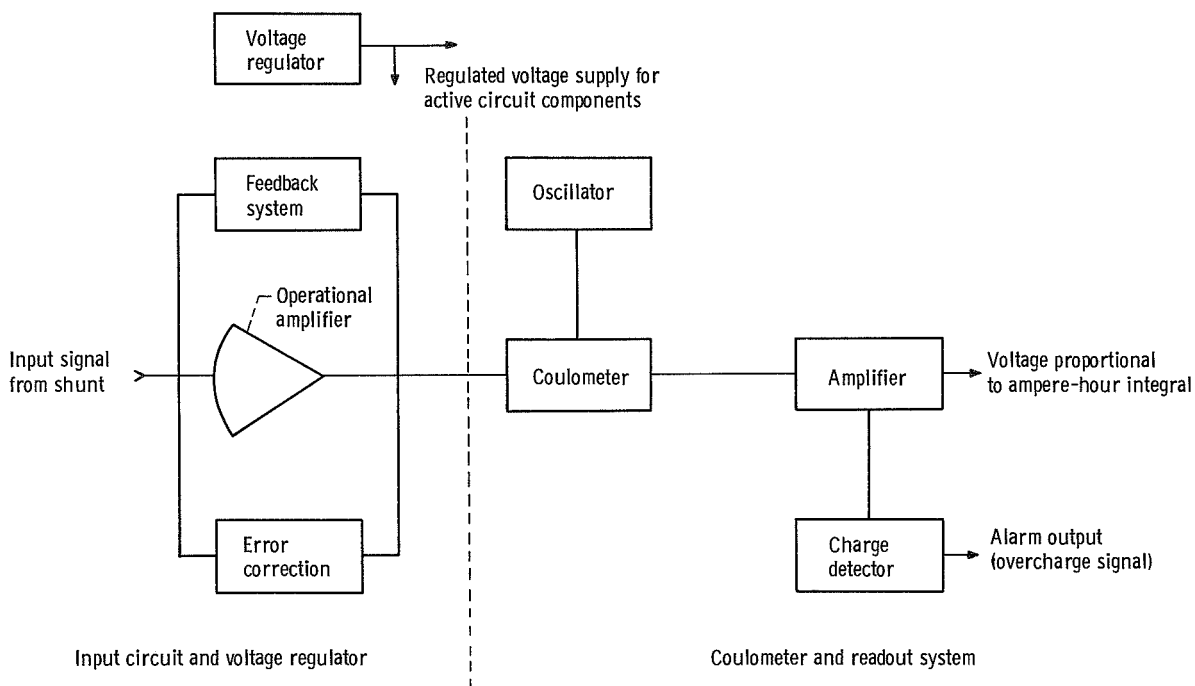 Voltage
regulator
Regulated voltage supply for
active circuit components
Feedback
system
Oscillator
Operational
amplifier
Input signal
from shunt
Coulometer
Amplifier
Voltage proportional
to ampere-hour integral
Error
correction
Charge
detector
Alarm output
(overcharge signal)
Input circuit and voltage regulator
Coulometer and readout system